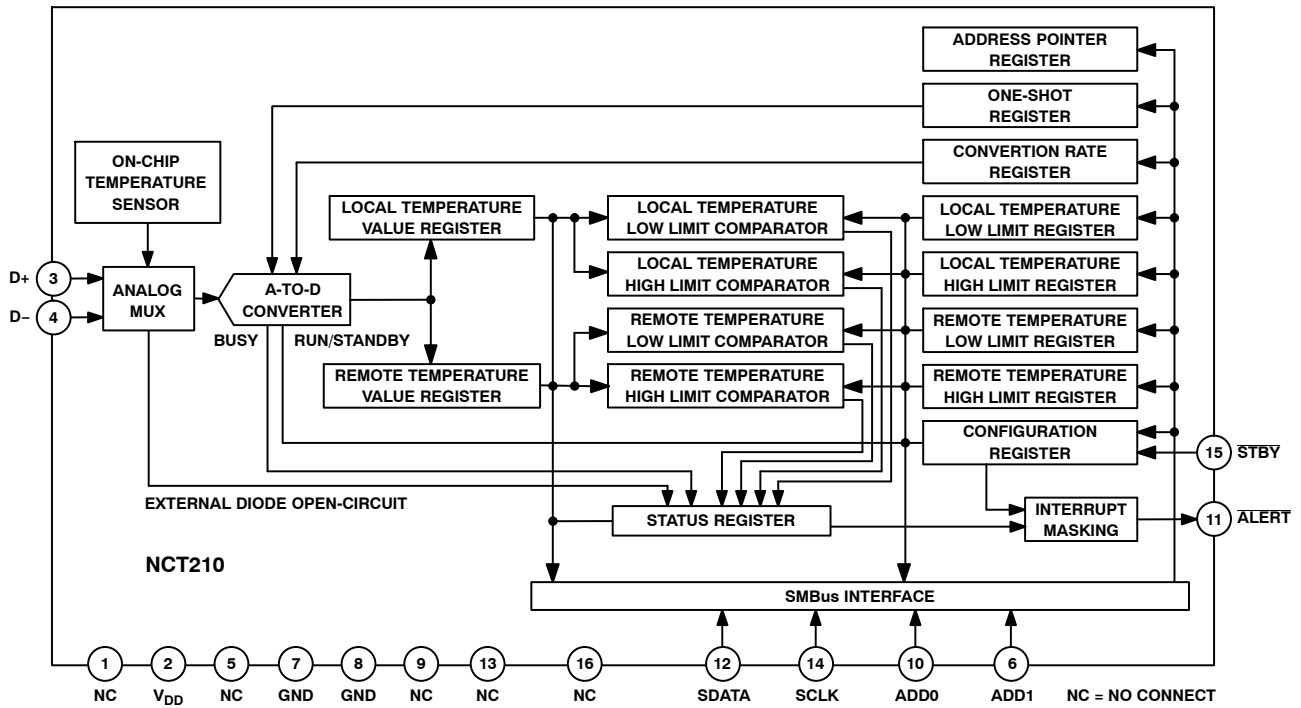 ADDRESS POINTER
REGISTER
ONE-SHOT
REGISTER
CONVERTION RATE
REGISTER
ON-CHIP
TEMPERATURE
SENSOR
LOCAL TEMPERATURE
VALUE REGISTER
LOCAL TEMPERATURE
LOW LIMIT COMPARATOR
LOCAL TEMPERATURE
LOW LIMIT REGISTER
D+
3
D−
4
ANALOG
MUX
A-TO-D
CONVERTER
LOCAL TEMPERATURE
HIGH LIMIT COMPARATOR
LOCAL TEMPERATURE
HIGH LIMIT REGISTER
BUSY
RUN/STANDBY
REMOTE TEMPERATURE
LOW LIMIT COMPARATOR
REMOTE TEMPERATURE
LOW LIMIT REGISTER
REMOTE TEMPERATURE
VALUE REGISTER
REMOTE TEMPERATURE
HIGH LIMIT COMPARATOR
REMOTE TEMPERATURE
HIGH LIMIT REGISTER
CONFIGURATION
REGISTER
15
STBY
EXTERNAL DIODE OPEN-CIRCUIT
STATUS REGISTER
INTERRUPT
MASKING
11
ALERT
NCT210
SMBus INTERFACE
1
NC
2
VDD
5
NC
7
GND
8
GND
9
NC
13
NC
16
NC
12
SDATA
14
SCLK
10
ADD0
6
ADD1
NC = NO CONNECT